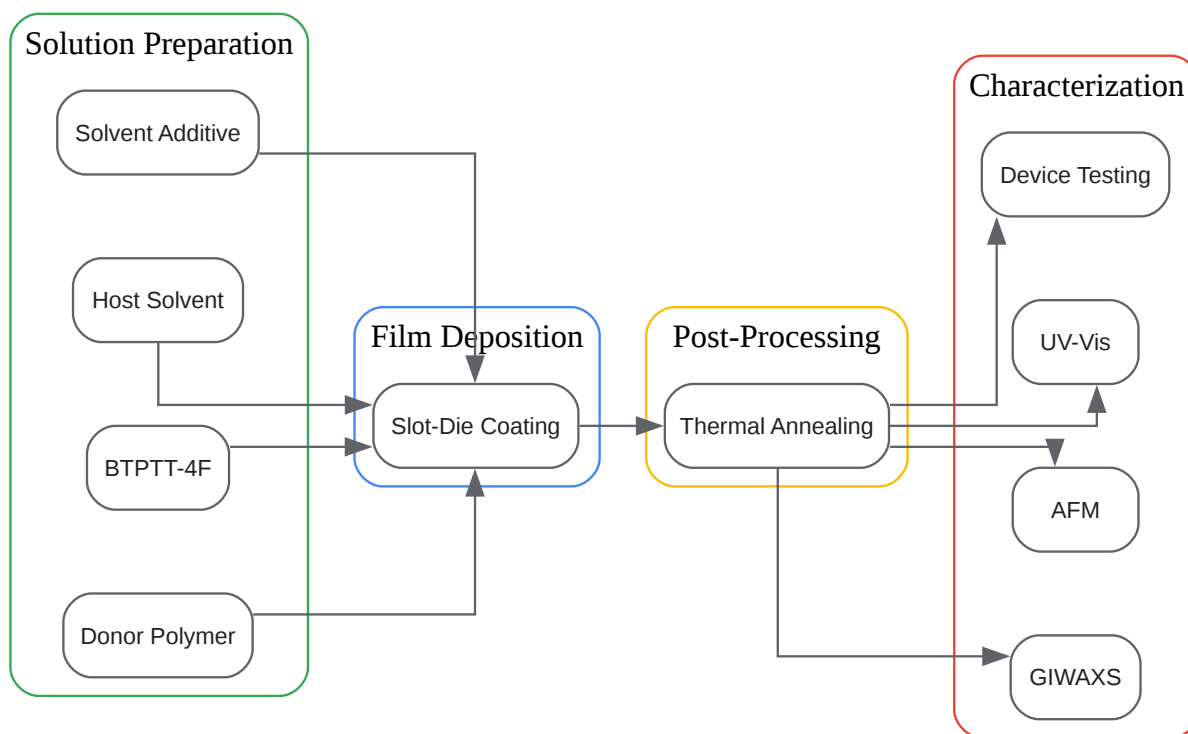 Solution Preparation
Solvent Additive
Host Solvent
BTPTT-4F
Donor Polymer
Film Deposition
Slot-Die Coating
Post-Processing
Thermal Annealing
Characterization
Device Testing
UV-Vis
AFM
GIWAXS